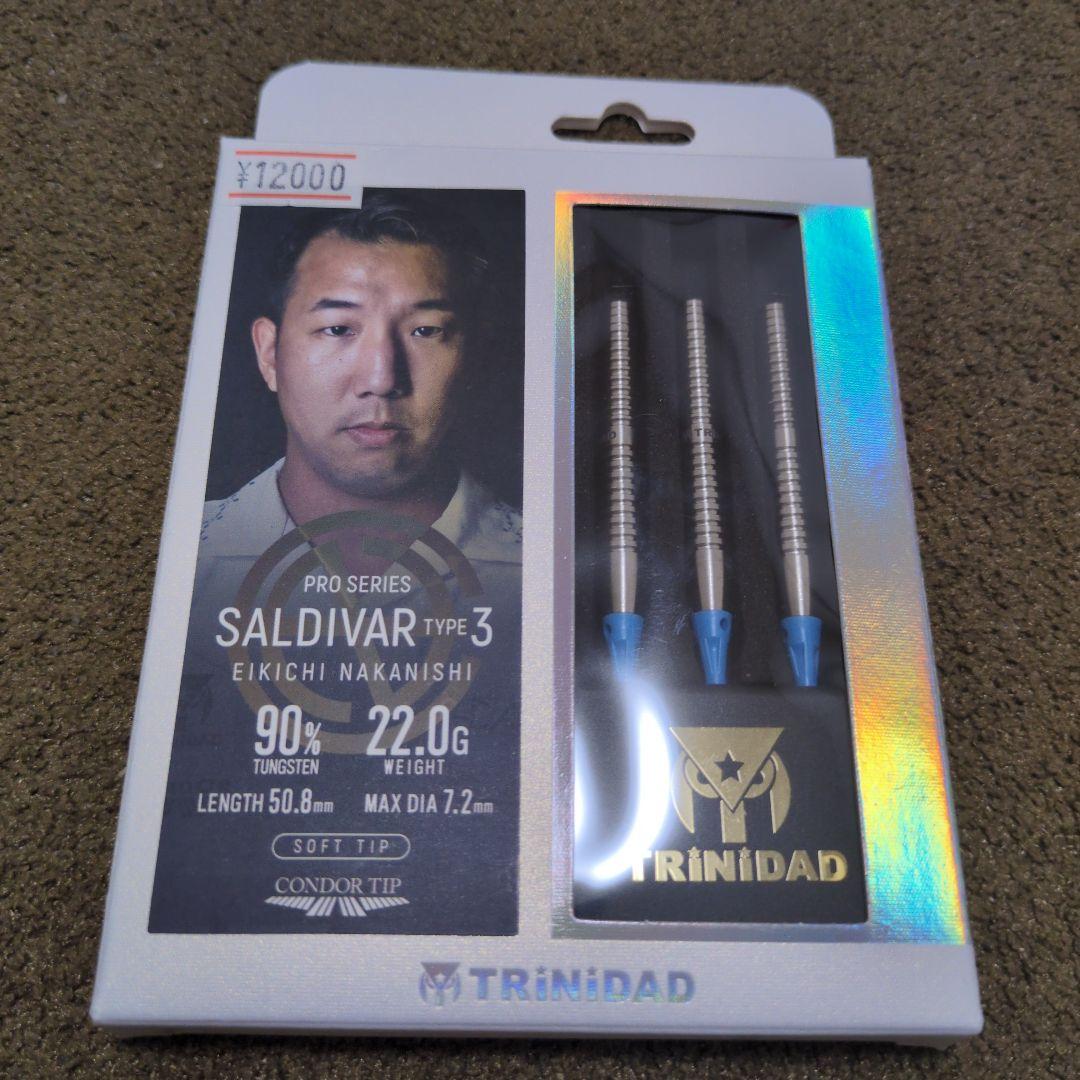 ¥12000
PRO SERIES
SALDIVAR TYPE 3
EIKICHI NAKANISHI
90% 22.0G
TUNGSTEN WEIGHT
LENGTH 50.8mm MAX DIA 7.2mm
SOFT TIP
CONDOR TIP
TR
TRiNiDAD
TRiNiDAD